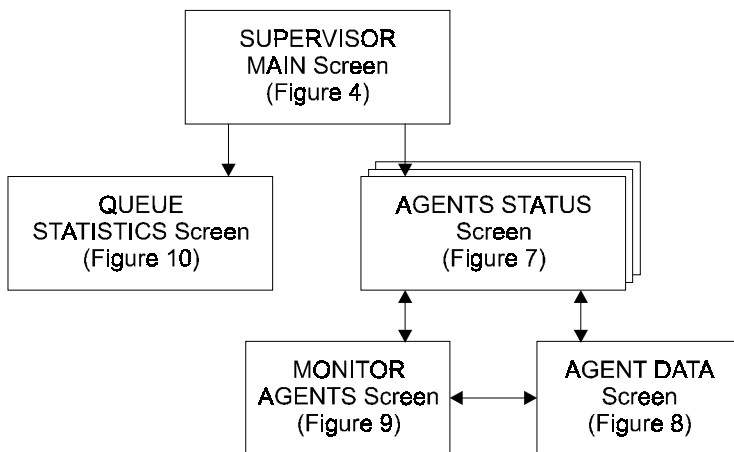 SUPERVISOR
MAIN Screen
(Figure 4)
QUEUE
STATISTICS Screen
(Figure 10)
AGENTS STATUS
Screen
(Figure 7)
MONITOR
AGENTS Screen
(Figure 9)
AGENT DATA
Screen
(Figure 8)